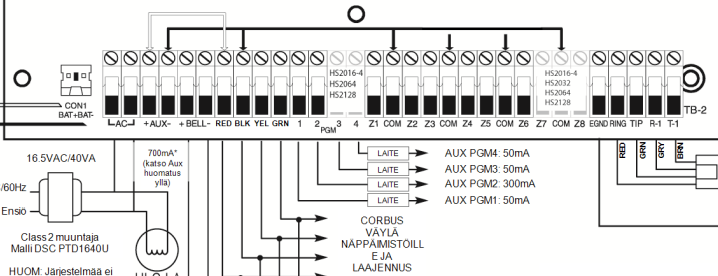 HS2016-4
HS2064
HS2128
HS2016-4
HS2032
HS2064
HS2128
CON1
BAT+BAT-
TB-2
AC
+AUX-
+ BELL-
RED BLK YEL GRN 1 2 3 4 Z1 COM Z2 Z3 COM Z4 Z5 COM Z6 Z7 COM Z8 EGND RING TIP R-1 T-1
PGM
RED
GRN
GRY
BRN
16.5VAC/40VA
700mA*
(katso Aux
huomatus
yllä)
/60Hz
Ensiö
Class 2 muuntaja
Malli DSC PTD1640U
HUOM: Järjestelmää ei
LAITE AUX PGM4: 50mA
LAITE AUX PGM3: 50mA
LAITE AUX PGM2: 300mA
LAITE AUX PGM1: 50mA
CORBUS
VÄYLÄ
NÄPPÄIMISTÖILL
E JA
LAAJENNUS